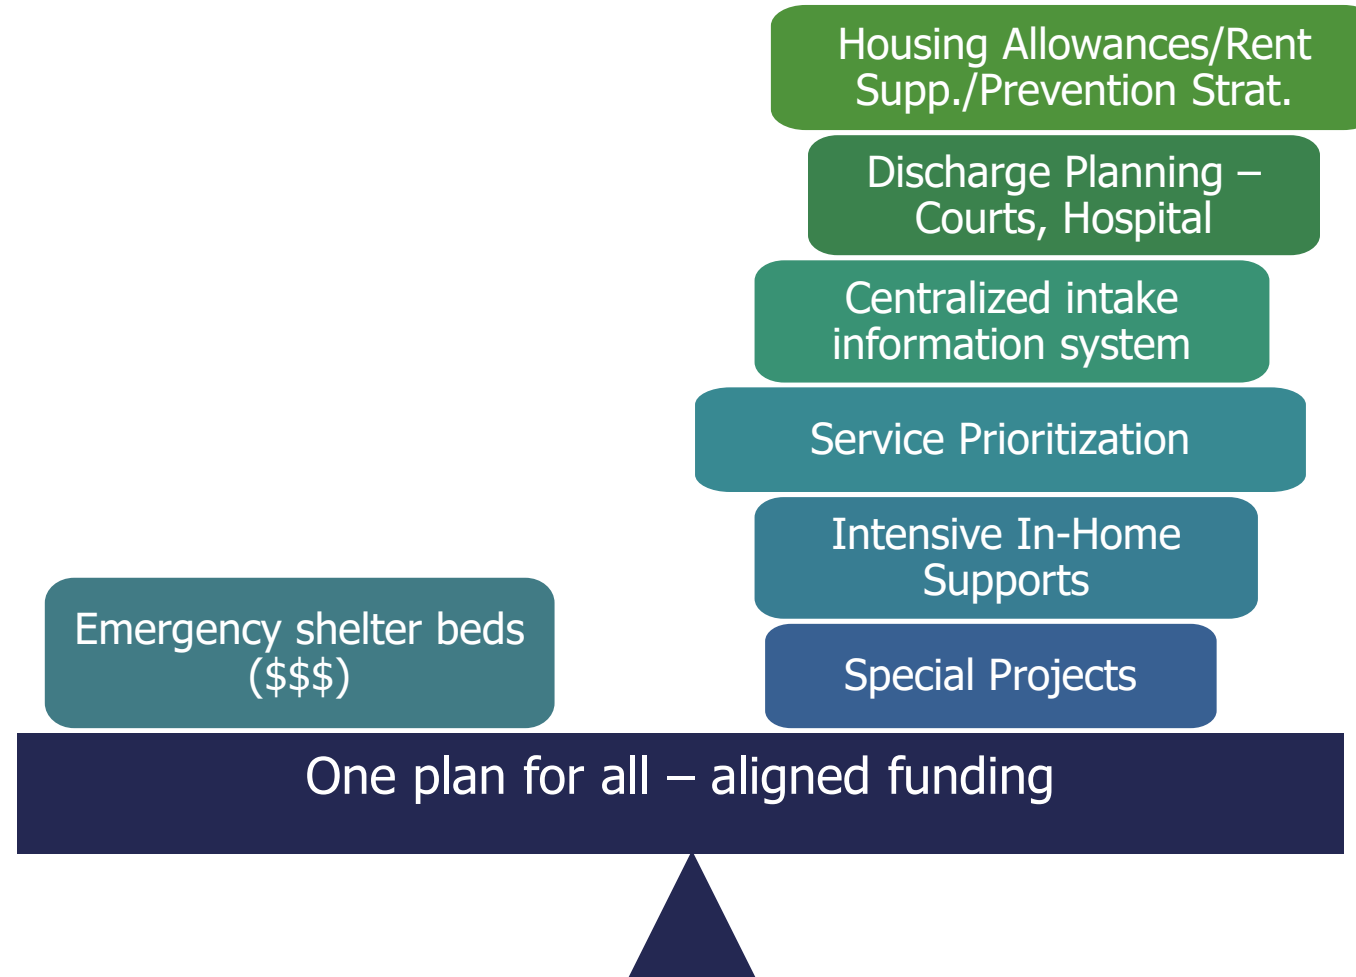 Housing Allowances/Rent
Supp./Prevention Strat.
Discharge Planning –
Courts, Hospital
Centralized intake
information system
Service Prioritization
Intensive In-Home
Supports
Emergency shelter beds
($$$)
Special Projects
One plan for all – aligned funding